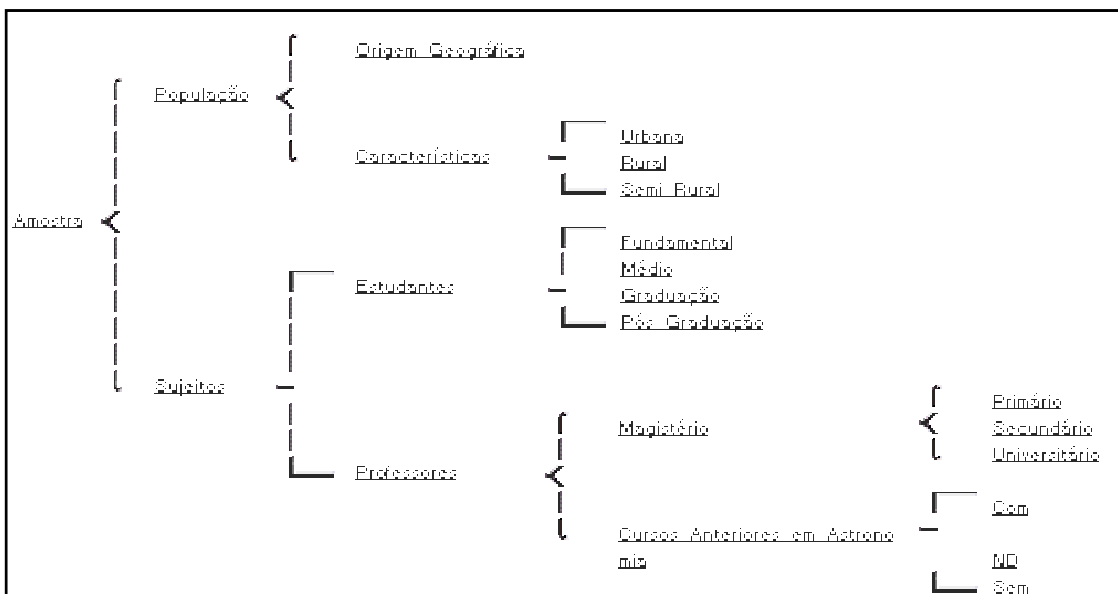 Origem Geográfica
População
Características
Urbana
Rural
Semi Rural
Amostra
Fundamental
Médio
Graduação
Pós Graduação
Estudantes
Sujeitos
Primário
Secundário
Universitário
Magistério
Professores
Com
Cursos Anteriores em Astrono
mia
ND
Sem